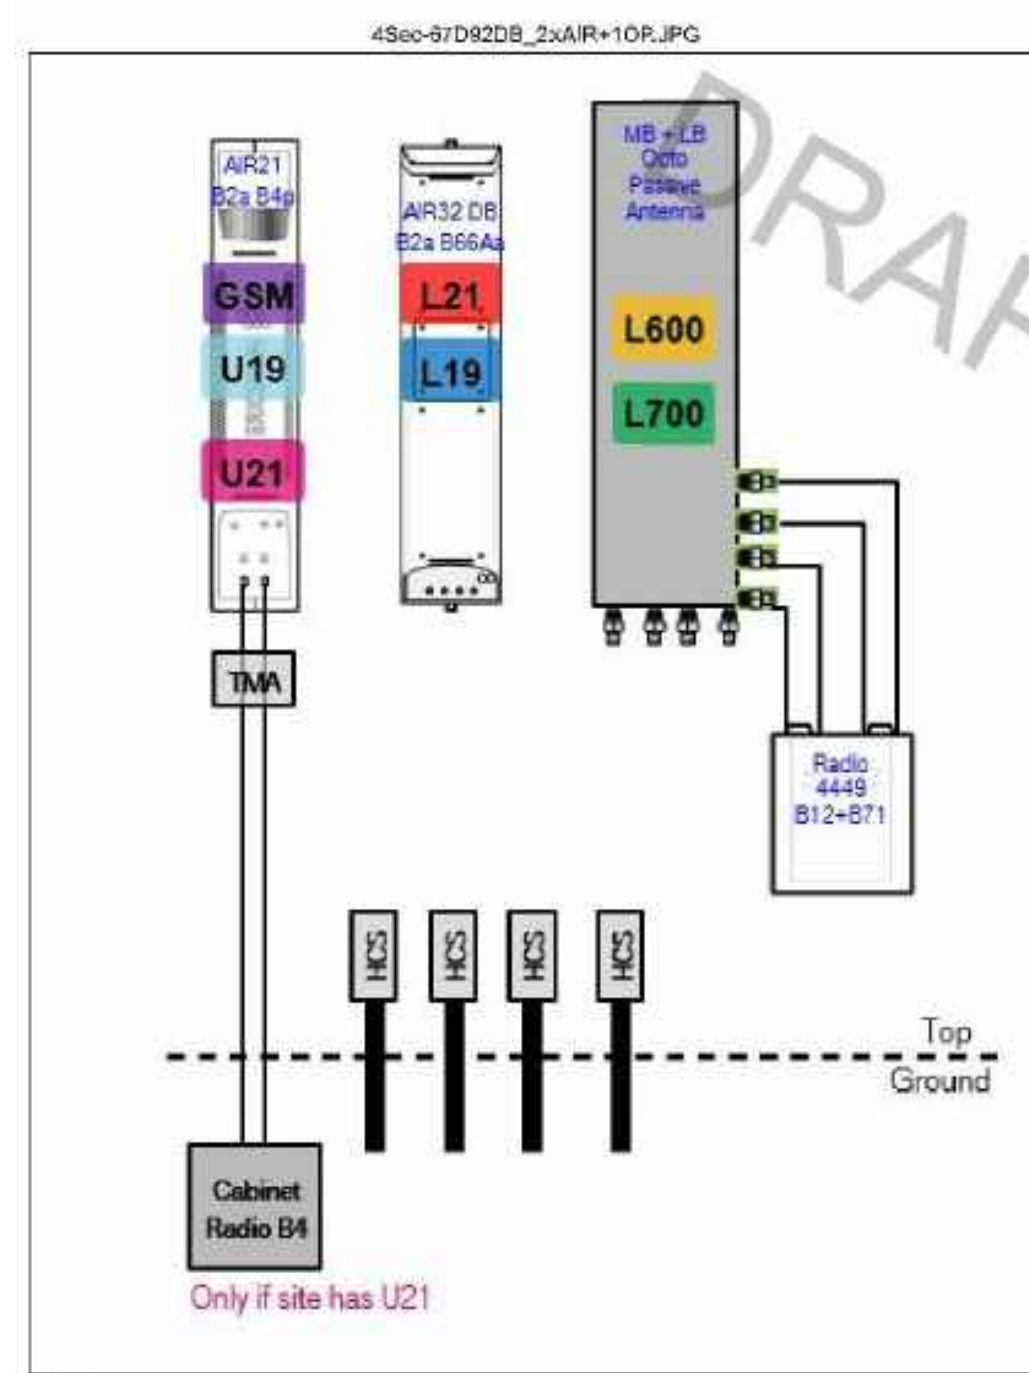 4Sec-67D92DB_2xAIR+1OP.JPG
DRAF
AIR21
B2a B4p
GSM
U19
U21
TMA
AIR32 DB
B2a B66Aa
L21
L19
MB + LB
Octo
Passive
Antenna
L600
L700
Radio
4449
B12+B71
HCS
HCS
HCS
HCS
Top
Ground
Cabinet
Radio B4
Only if site has U21